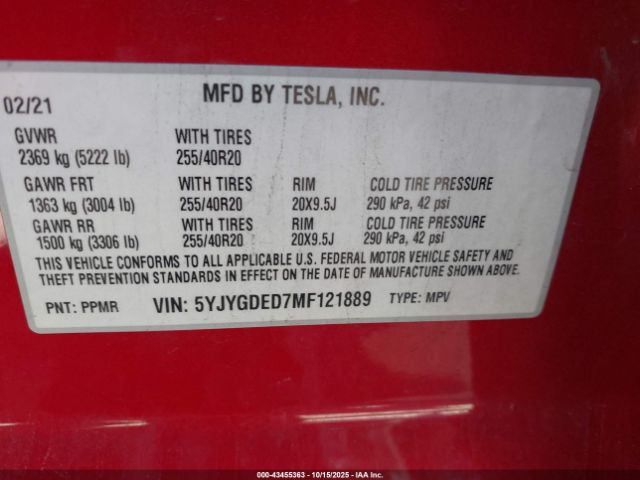 02/21 MFD BY TESLA, INC.
GVWR WITH TIRES
2369 kg (5222 lb) 255/40R20
GAWR FRT WITH TIRES RIM COLD TIRE PRESSURE
1363 kg (3004 lb) 255/40R20 20X9.5J 290 kPa, 42 psi
GAWR RR WITH TIRES RIM COLD TIRE PRESSURE
1500 kg (3306 lb) 255/40R20 20X9.5J 290 kPa, 42 psi
THIS VEHICLE CONFORMS TO ALL APPLICABLE U.S. FEDERAL MOTOR VEHICLE SAFETY AND
THEFT PREVENTION STANDARDS IN EFFECT ON THE DATE OF MANUFACTURE SHOWN ABOVE.
PNT: PPMR VIN: 5YJYGDED7MF121889 TYPE: MPV
000-43455363 - 10/15/2025 - IAA Inc.